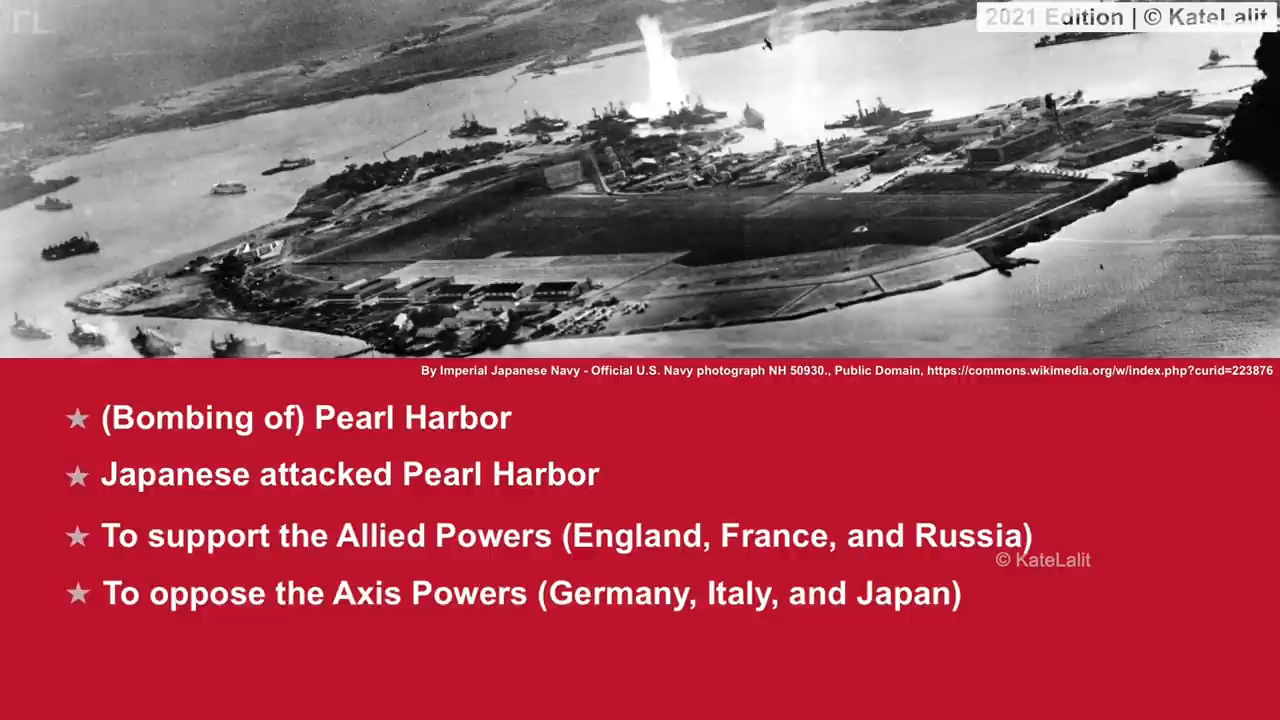 2021 Edition | © KateLalit
By Imperial Japanese Navy - Official U.S. Navy photograph NH 50930., Public Domain, https://commons.wikimedia.org/w/index.php?curid=223876
(Bombing of) Pearl Harbor
Japanese attacked Pearl Harbor
To support the Allied Powers (England, France, and Russia)
© KateLalit
To oppose the Axis Powers (Germany, Italy, and Japan)